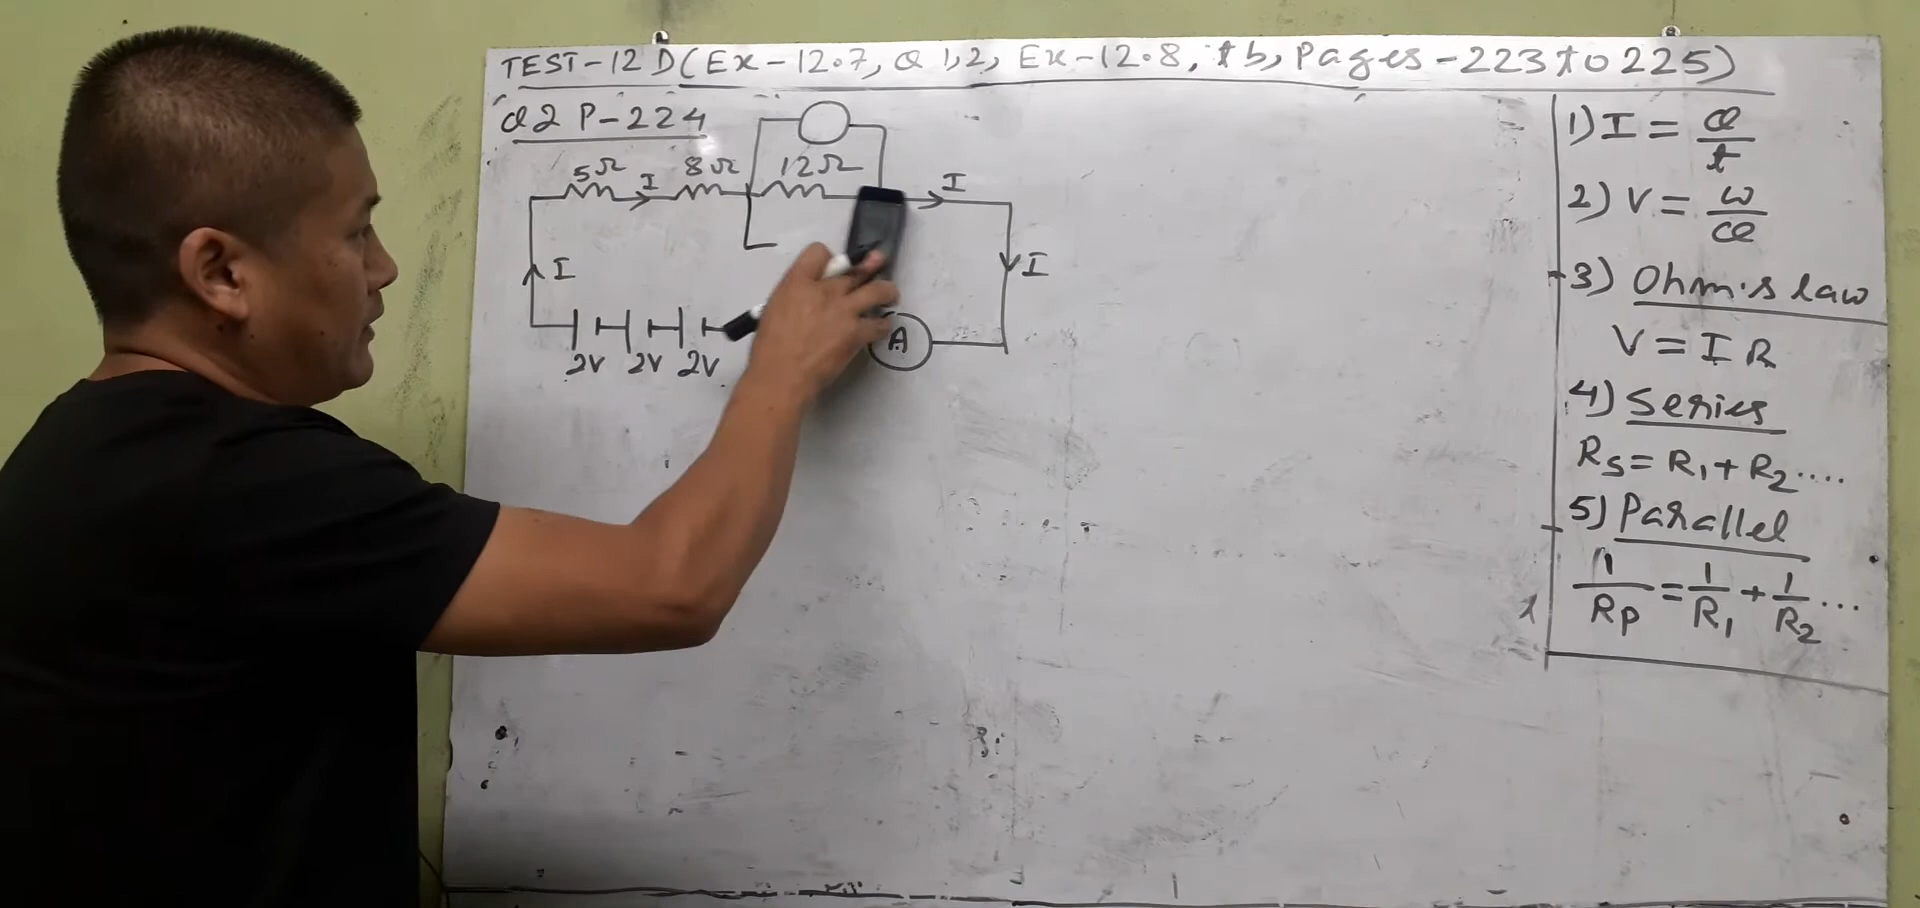 TEST-12D(Ex-12.7, Q 1,2, Ex-12.8, tb, Pages-223 to 225)
Q2 P-224
5Ω I 8Ω 12Ω I
I I
2V 2V 2V A
1) I = Q/t
2) V = W/Q
3) Ohm's law
V = I R
4) Series
Rs = R1 + R2....
5) Parallel
1/RP = 1/R1 + 1/R2...